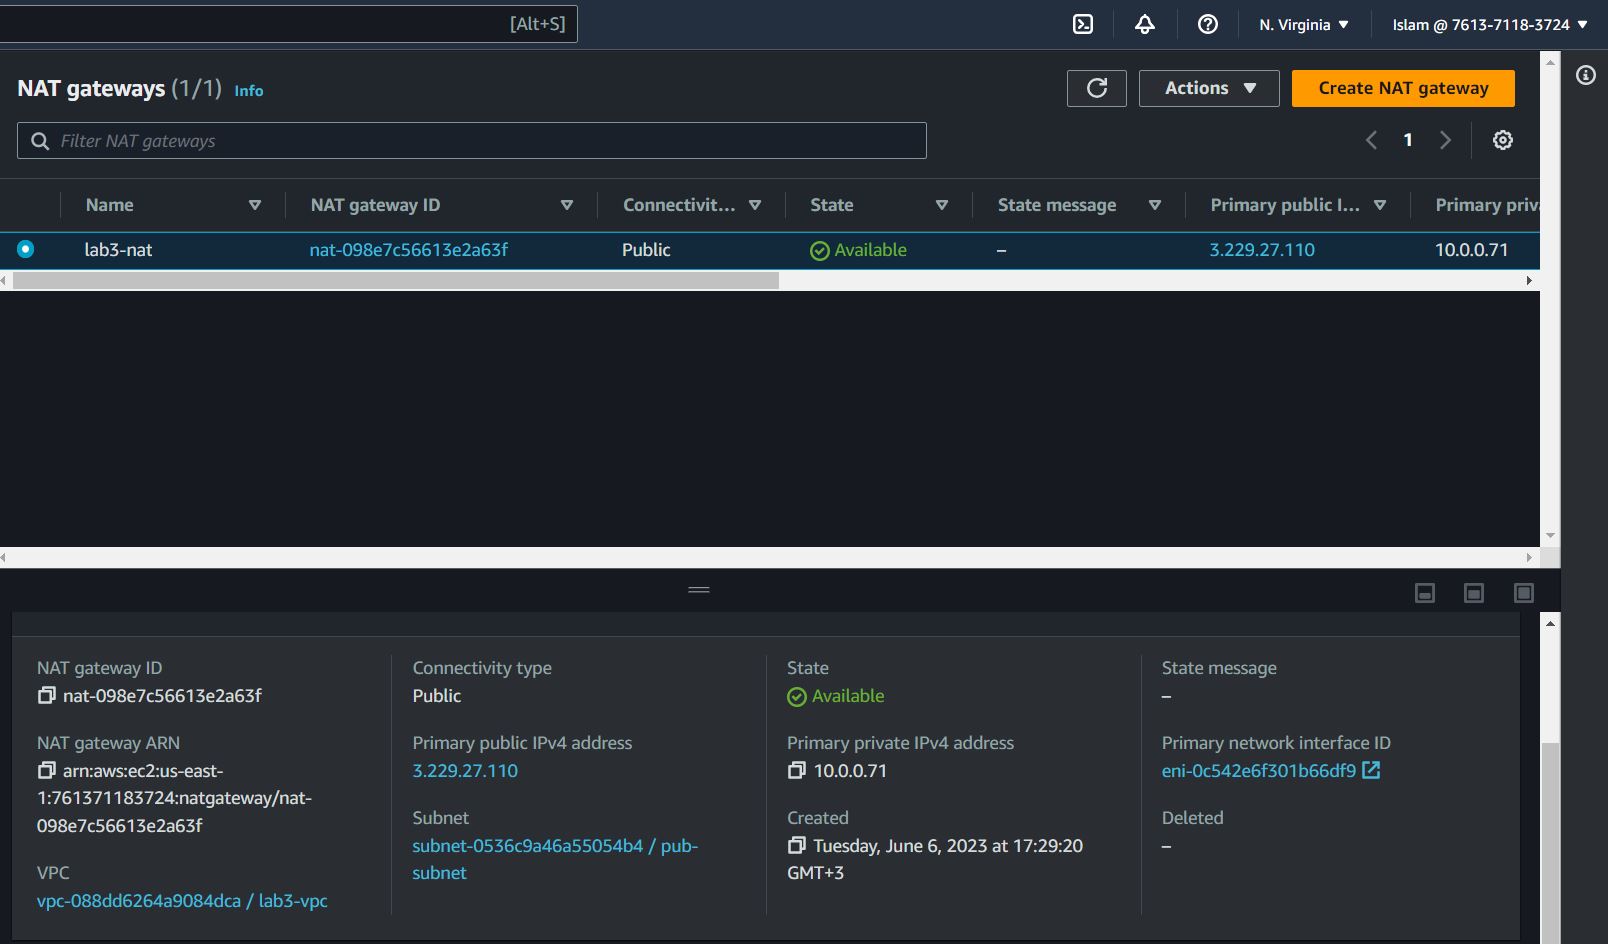 [Alt+S]
N. Virginia
Islam @ 7613-7118-3724
NAT gateways (1/1) Info
Actions
Create NAT gateway
Filter NAT gateways
1
Name
NAT gateway ID
Connectivit...
State
State message
Primary public I...
Primary priv
lab3-nat
nat-098e7c56613e2a63f
Public
Available
–
3.229.27.110
10.0.0.71
NAT gateway ID
nat-098e7c56613e2a63f
Connectivity type
Public
State
Available
State message
–
NAT gateway ARN
arn:aws:ec2:us-east-
1:761371183724:natgateway/nat-
098e7c56613e2a63f
Primary public IPv4 address
3.229.27.110
Primary private IPv4 address
10.0.0.71
Primary network interface ID
eni-0c542e6f301b66df9
VPC
vpc-088dd6264a9084dca / lab3-vpc
Subnet
subnet-0536c9a46a55054b4 / pub-
subnet
Created
Tuesday, June 6, 2023 at 17:29:20
GMT+3
Deleted
–